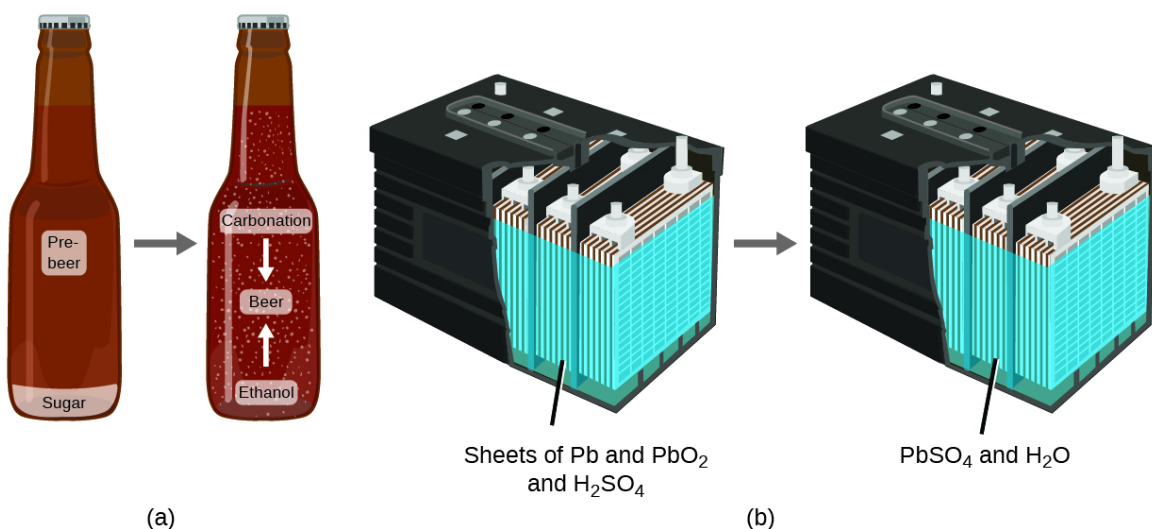 Pre-
beer
Sugar
Carbonation
Beer
Ethanol
Sheets of Pb and PbO₂
and H₂SO₄
PbSO₄ and H₂O
(a)
(b)